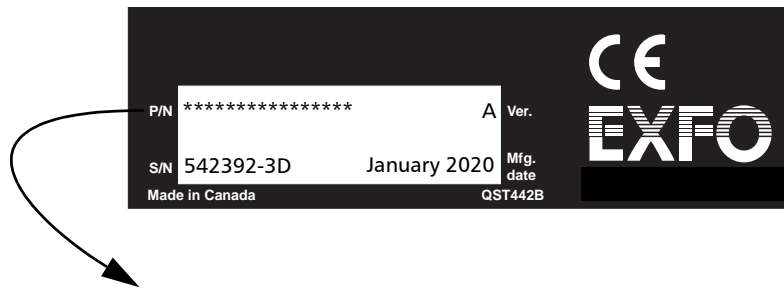 CE
P/N *************** A Ver.
EXFO
S/N 542392-3D January 2020 Mfg. date
Made in Canada QST442B